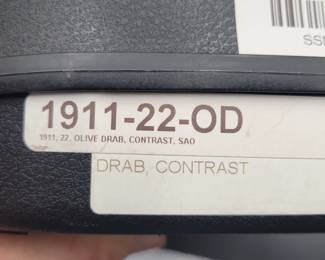 1911-22-OD
1911, 22, OLIVE DRAB, CONTRAST, SAO
DRAB, CONTRAST